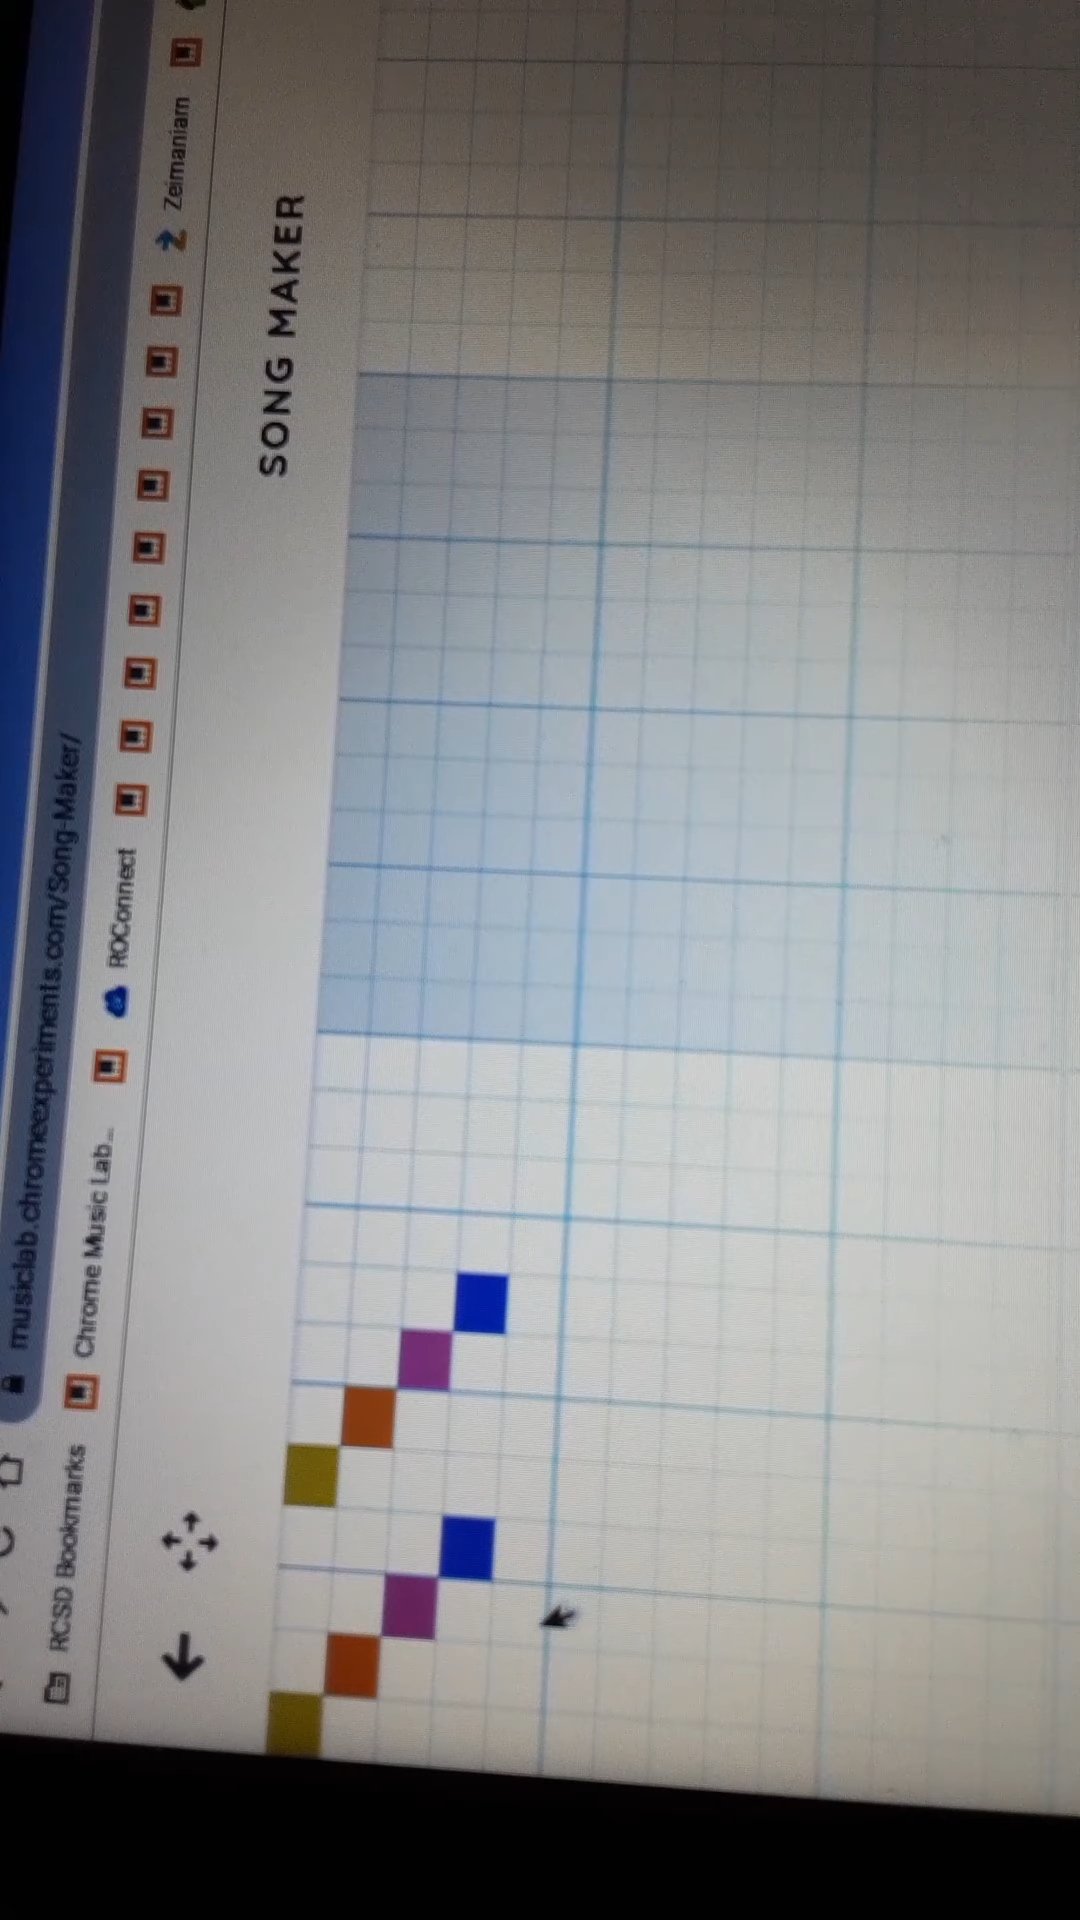 musiclab.chromeexperiments.com/Song-Maker/
RCSD Bookmarks Chrome Music Lab... ROConnect Zeimaniam
SONG MAKER